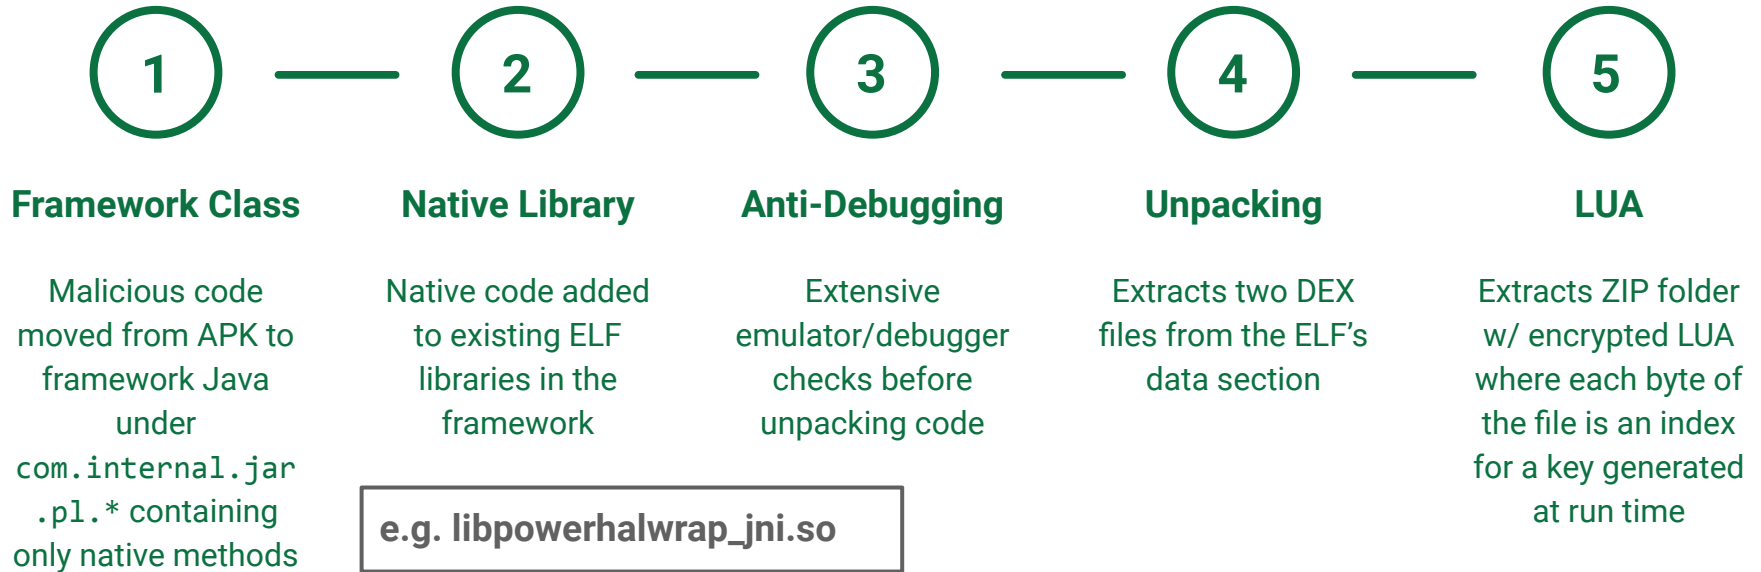 1
2
3
4
5
Framework Class
Malicious code
moved from APK to
framework Java
under
com.internal.jar
.pl.* containing
only native methods
Native Library
Native code added
to existing ELF
libraries in the
framework
e.g. libpowerhalwrap_jni.so
Anti-Debugging
Extensive
emulator/debugger
checks before
unpacking code
Unpacking
Extracts two DEX
files from the ELF’s
data section
LUA
Extracts ZIP folder
w/ encrypted LUA
where each byte of
the file is an index
for a key generated
at run time